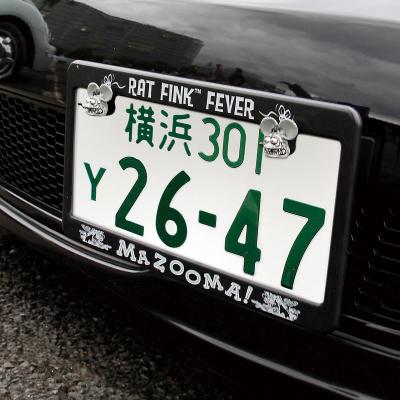 RAT FINK™ FEVER
横浜 301
Y 26-47
MAZOOMA!